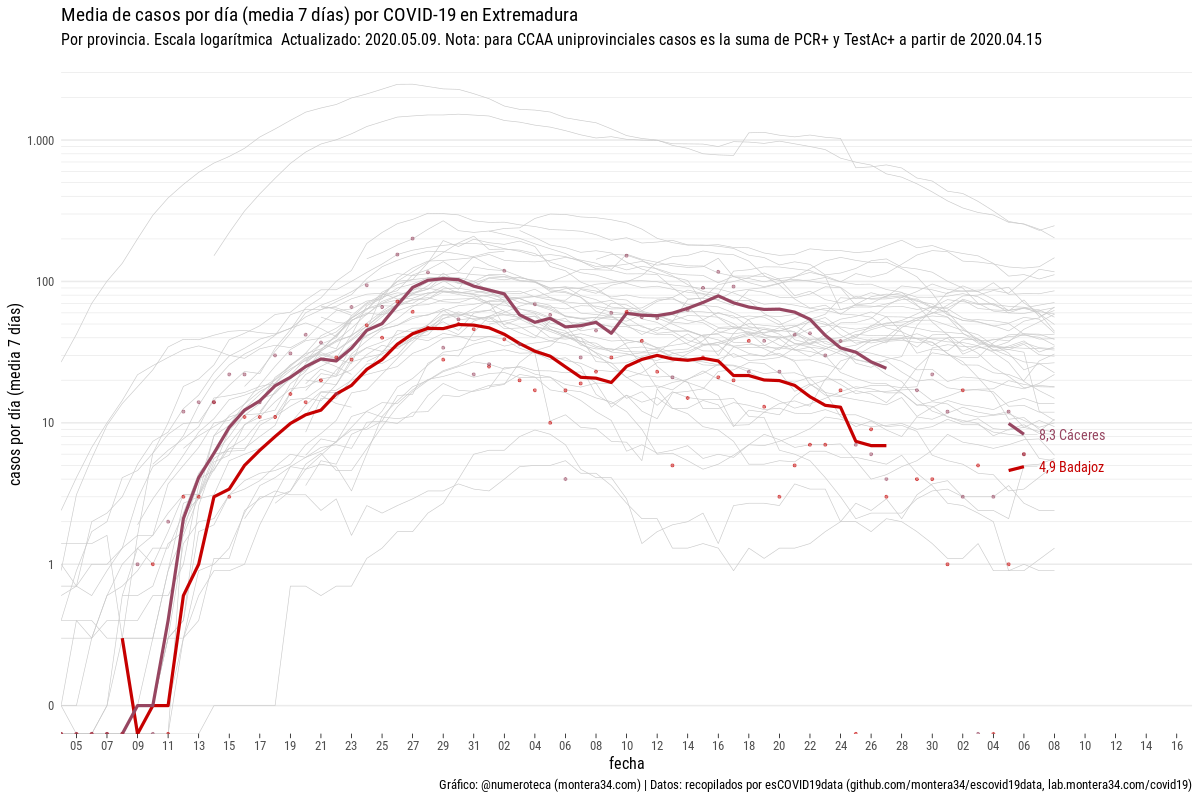 Media de casos por día (media 7 días) por COVID-19 en Extremadura
Por provincia. Escala logarítmica  Actualizado: 2020.05.09. Nota: para CCAA uniprovinciales casos es la suma de PCR+ y TestAc+ a partir de 2020.04.15
casos por día (media 7 días)
1.000
100
10
1
0
8,3 Cáceres
4,9 Badajoz
05 07 09 11 13 15 17 19 21 23 25 27 29 31 02 04 06 08 10 12 14 16 18 20 22 24 26 28 30 02 04 06 08 10 12 14 16
fecha
Gráfico: @numeroteca (montera34.com) | Datos: recopilados por esCOVID19data (github.com/montera34/escovid19data, lab.montera34.com/covid19)